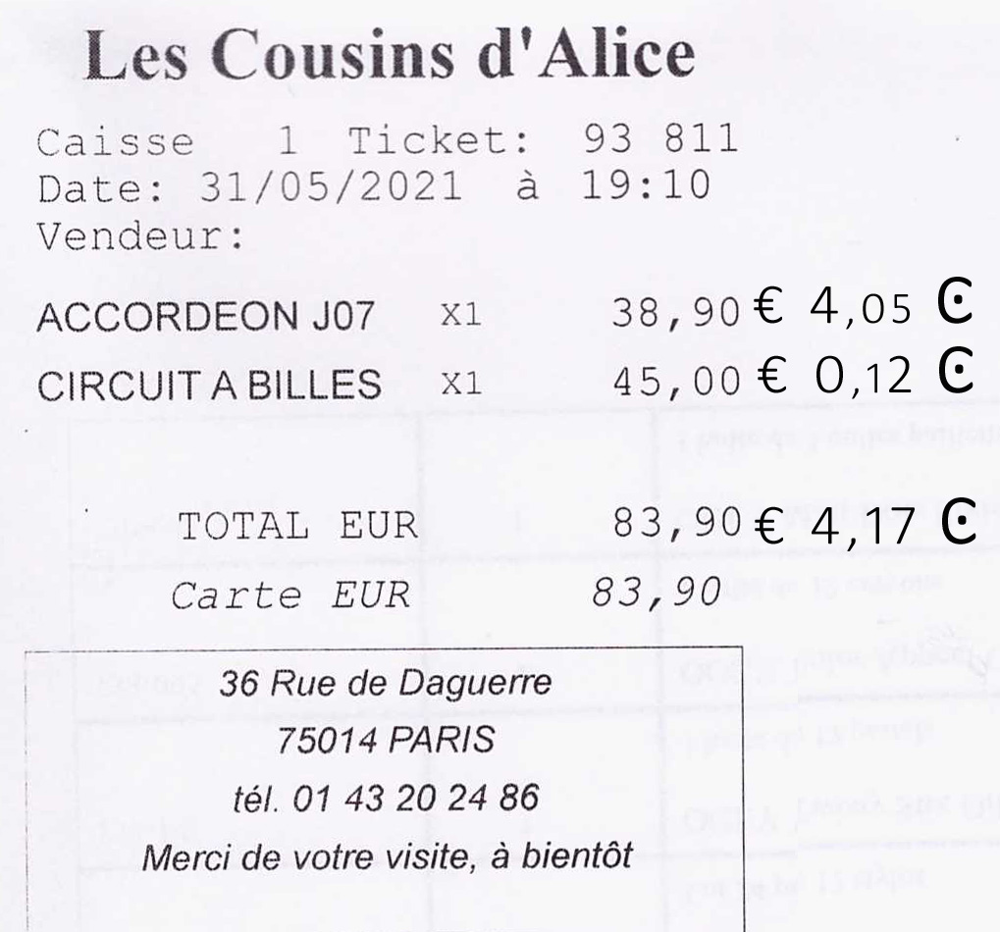 Les Cousins d'Alice
Caisse 1 Ticket: 93 811
Date: 31/05/2021 à 19:10
Vendeur:
ACCORDEON J07 X1 38,90 € 4,05 Ͼ
CIRCUIT A BILLES X1 45,00 € 0,12 Ͼ
TOTAL EUR 83,90 € 4,17 Ͼ
Carte EUR 83,90
36 Rue de Daguerre
75014 PARIS
tél. 01 43 20 24 86
Merci de votre visite, à bientôt